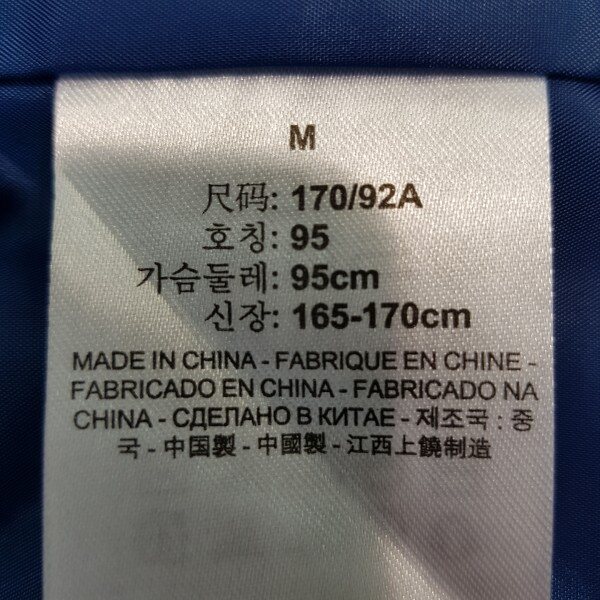 M
尺码: 170/92A
호칭: 95
가슴둘레: 95cm
신장: 165-170cm
MADE IN CHINA - FABRIQUE EN CHINE -
FABRICADO EN CHINA - FABRICADO NA
CHINA - СДЕЛАНО В КИТАЕ - 제조국 : 중
국 - 中国製 - 中國製 - 江西上饒制造